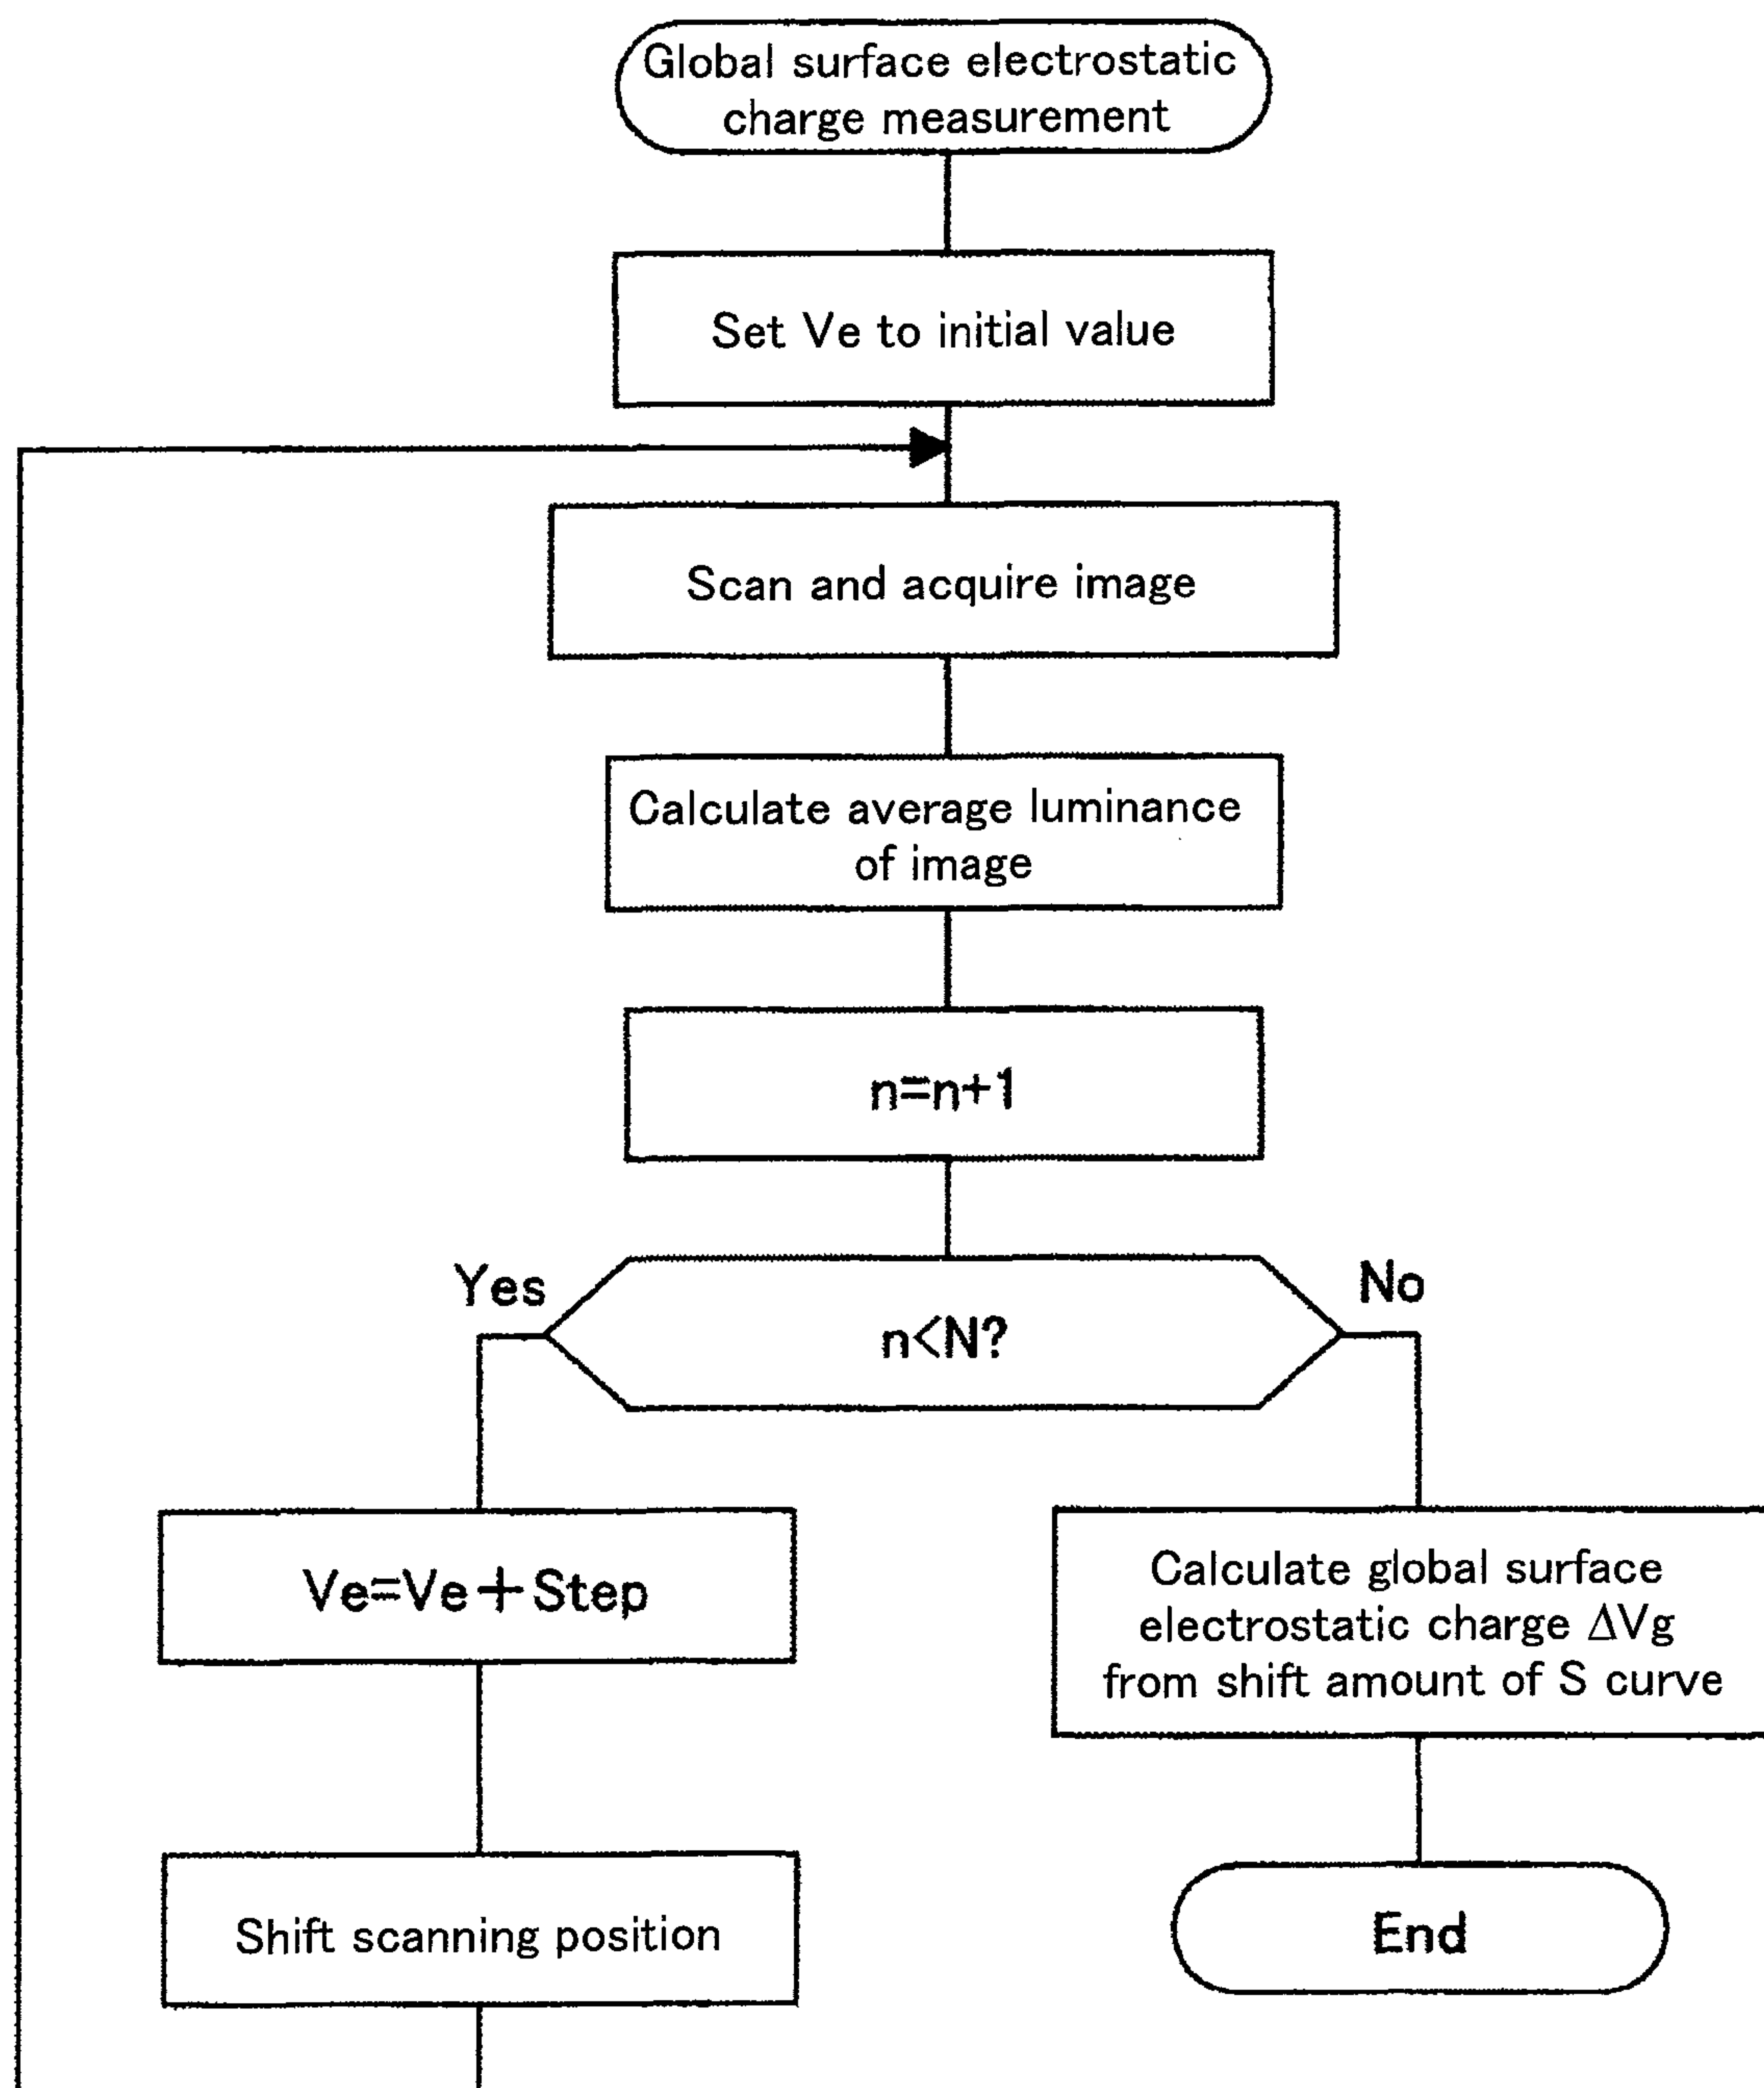 Global surface electrostatic
charge measurement
Set Ve to initial value
Scan and acquire image
Calculate average luminance
of image
n=n+1
Yes
No
n<N?
Ve=Ve+Step
Calculate global surface
electrostatic charge ΔVg
from shift amount of S curve
Shift scanning position
End